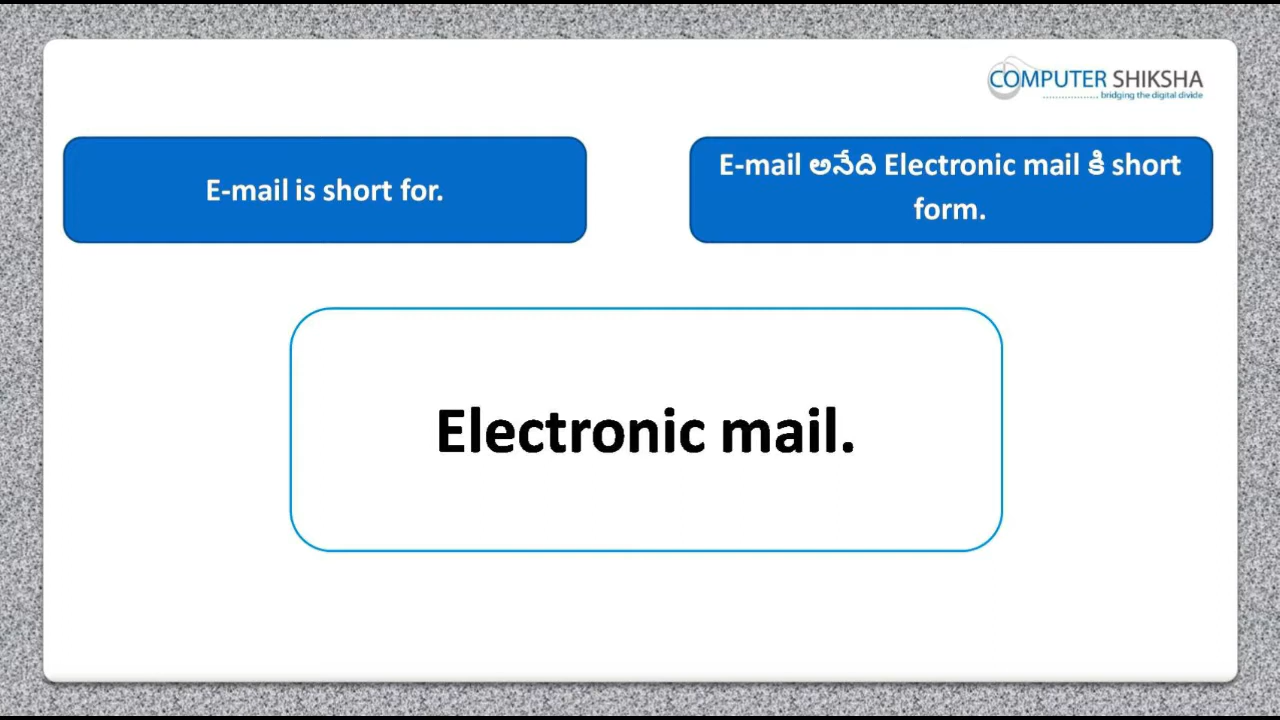 COMPUTER SHIKSHA
bridging the digital divide
E-mail is short for.
E-mail అనేది Electronic mail కి short
form.
Electronic mail.